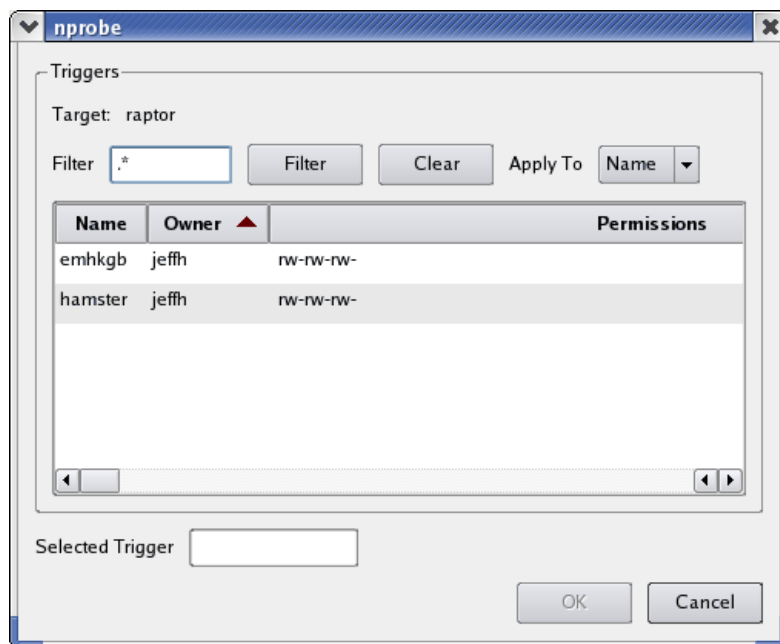 nprobe
Triggers
Target: raptor
Filter .* Filter Clear Apply To Name
Name Owner Permissions
emhkgb jeffh rw-rw-rw-
hamster jeffh rw-rw-rw-
Selected Trigger
OK Cancel